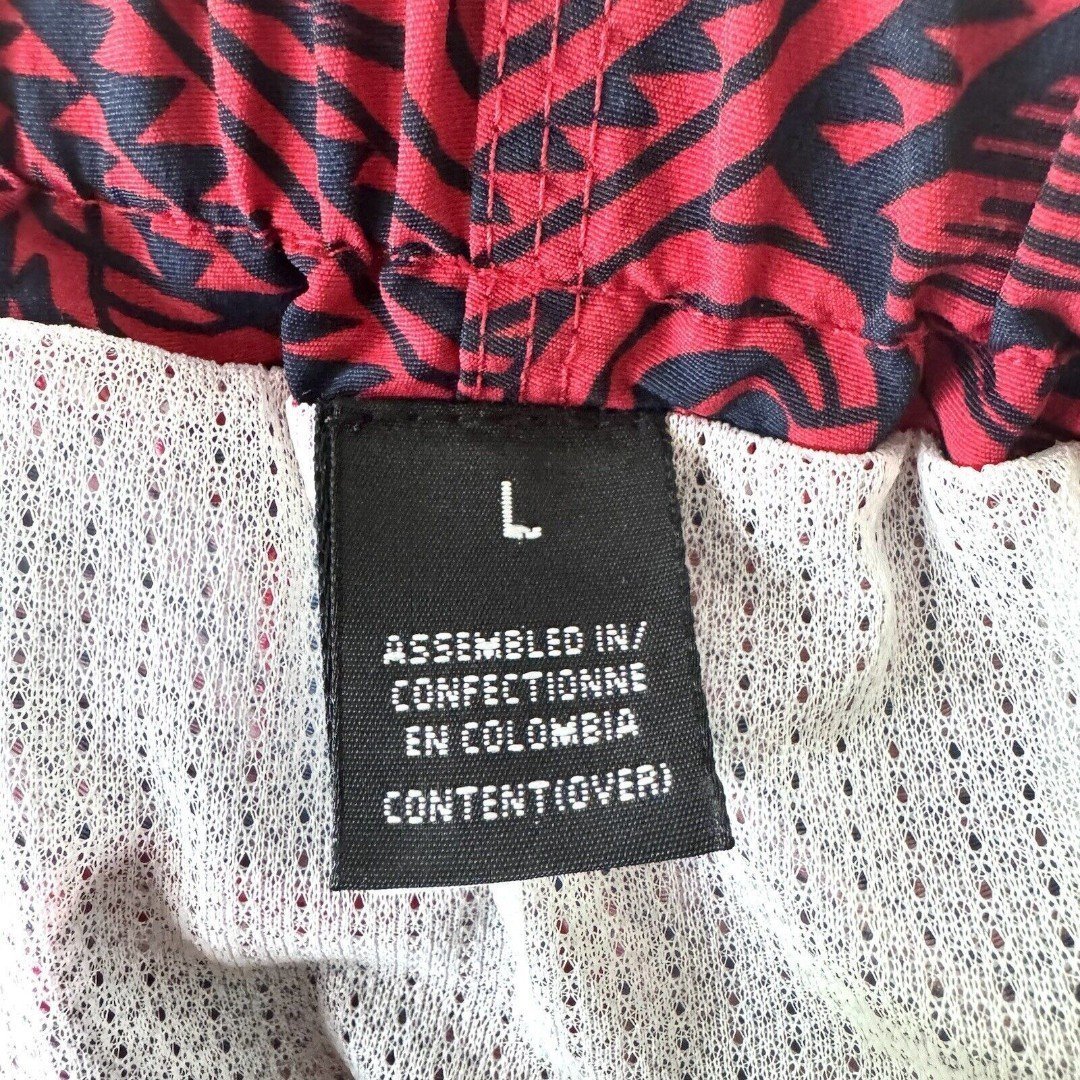 L
ASSEMBLED IN/
CONFECTIONNE
EN COLOMBIA
CONTENT(OVER)